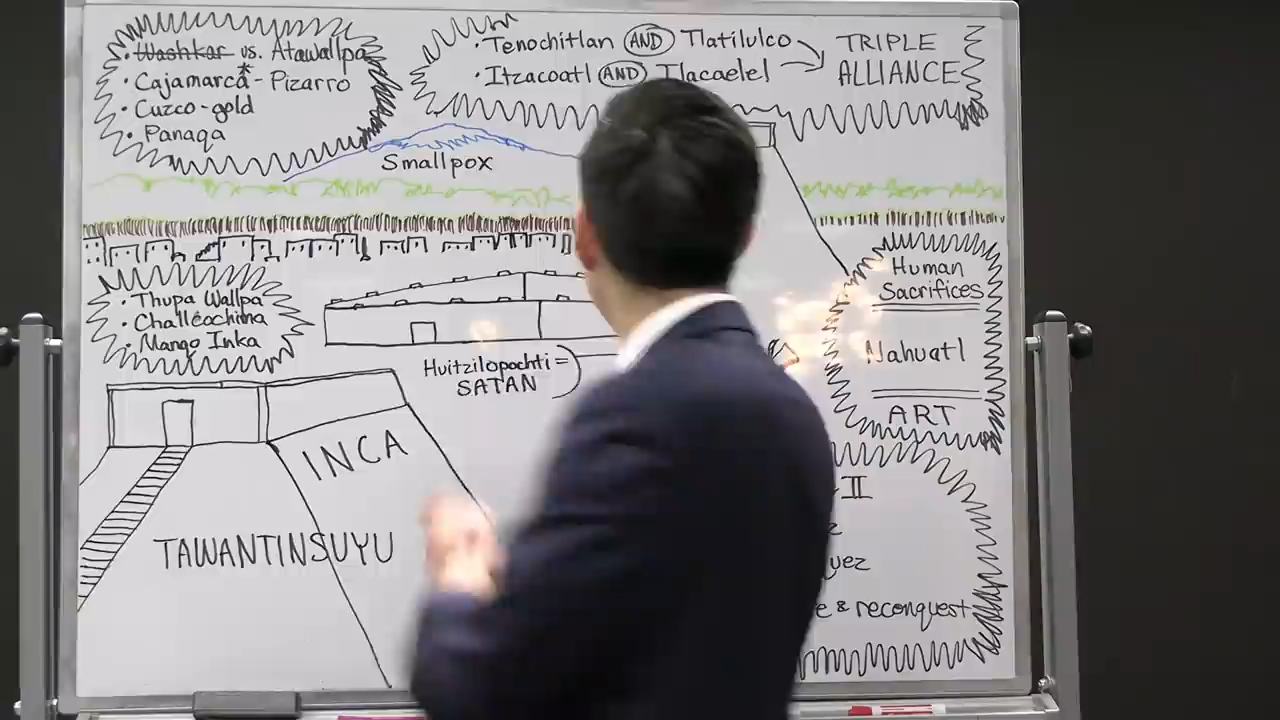 • Washkar vs. Atawallpa
• Cajamarca* - Pizarro
• Cuzco - gold
• Panaqa
• Tenochitlan AND Tlatilulco
• Itzacoatl AND Tlacaelel
TRIPLE
ALLIANCE
Smallpox
• Thupa Wallpa
• Challcochima
• Mango Inka
Huitzilopochti =
SATAN
Human
Sacrifices
Nahuatl
ART
INCA
TAWANTINSUYU
II
& reconquest